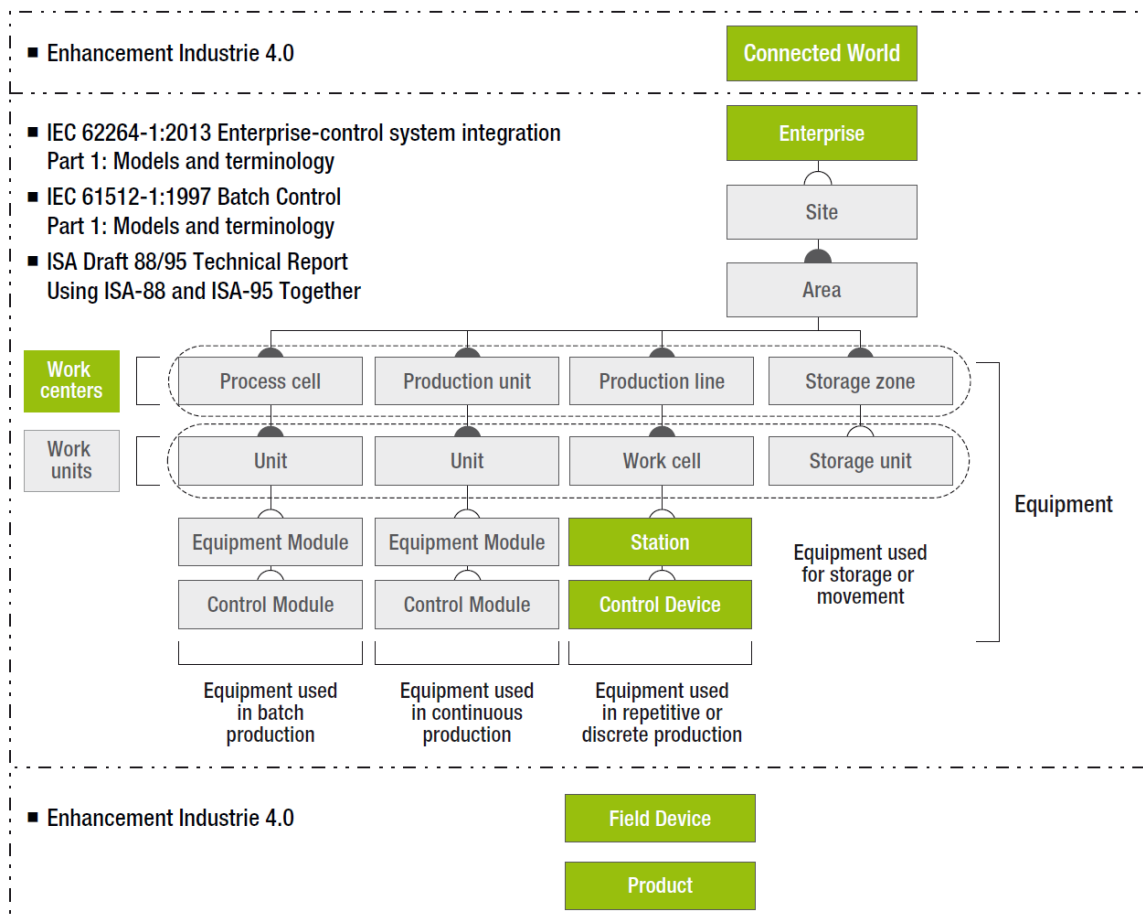 ■ Enhancement Industrie 4.0
Connected World
■ IEC 62264-1:2013 Enterprise-control system integration
Part 1: Models and terminology
■ IEC 61512-1:1997 Batch Control
Part 1: Models and terminology
■ ISA Draft 88/95 Technical Report
Using ISA-88 and ISA-95 Together
Enterprise
Site
Area
Work
centers
Process cell
Production unit
Production line
Storage zone
Work
units
Unit
Unit
Work cell
Storage unit
Equipment
Equipment Module
Equipment Module
Station
Control Module
Control Module
Control Device
Equipment used
for storage or
movement
Equipment used
in batch
production
Equipment used
in continuous
production
Equipment used
in repetitive or
discrete production
■ Enhancement Industrie 4.0
Field Device
Product